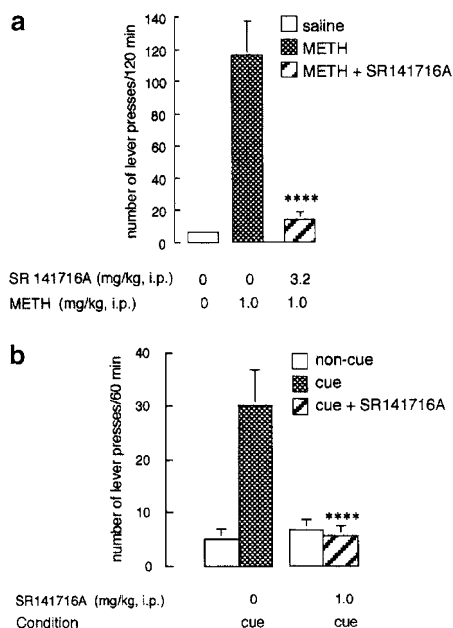 a
number of lever presses/120 min
140
120
100
80
60
40
20
0
saline
METH
METH + SR141716A
****
SR 141716A (mg/kg, i.p.) 0 0 3.2
METH (mg/kg, i.p.) 0 1.0 1.0
b
number of lever presses/60 min
40
30
20
10
0
non-cue
cue
cue + SR141716A
****
SR141716A (mg/kg, i.p.) 0 1.0
Condition cue cue